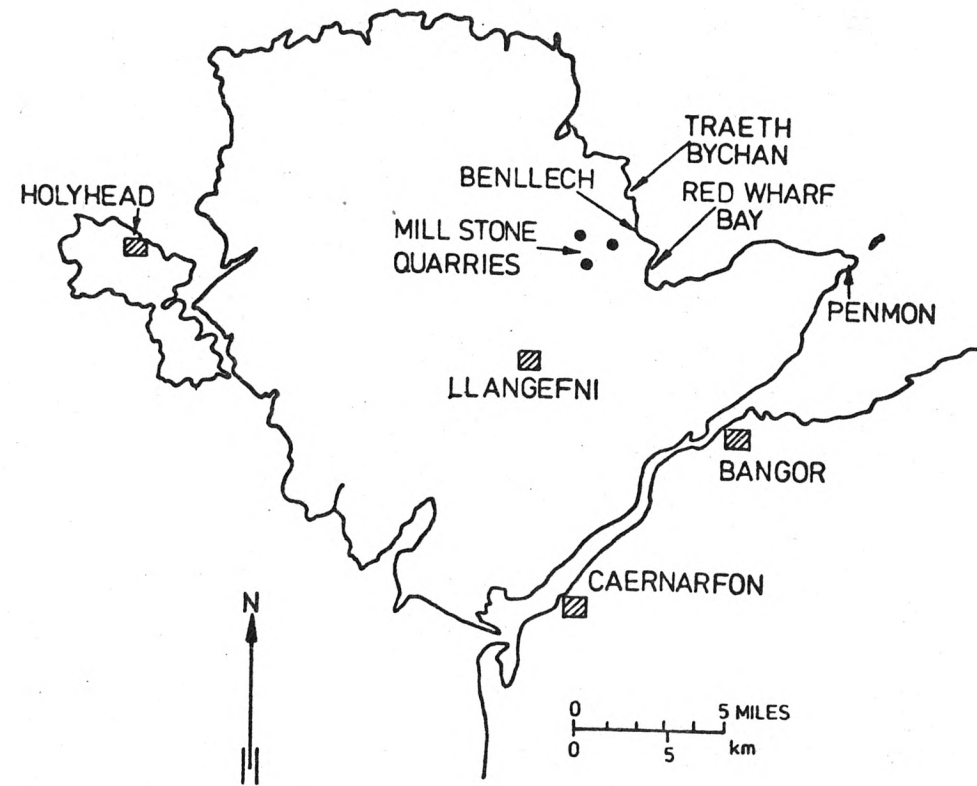 TRAETH
BYCHAN
BENLLECH
RED WHARF
BAY
HOLYHEAD
MILL STONE
QUARRIES
PENMON
LLANGEFNI
BANGOR
CAERNARFON
N
0 5 MILES
0 5 km